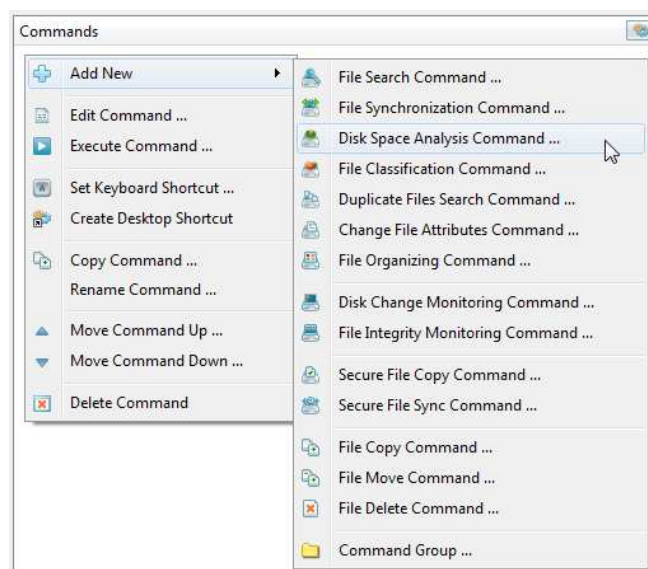 Commands
Add New
Edit Command ...
Execute Command ...
Set Keyboard Shortcut ...
Create Desktop Shortcut
Copy Command ...
Rename Command ...
Move Command Up ...
Move Command Down ...
Delete Command
File Search Command ...
File Synchronization Command ...
Disk Space Analysis Command ...
File Classification Command ...
Duplicate Files Search Command ...
Change File Attributes Command ...
File Organizing Command ...
Disk Change Monitoring Command ...
File Integrity Monitoring Command ...
Secure File Copy Command ...
Secure File Sync Command ...
File Copy Command ...
File Move Command ...
File Delete Command ...
Command Group ...